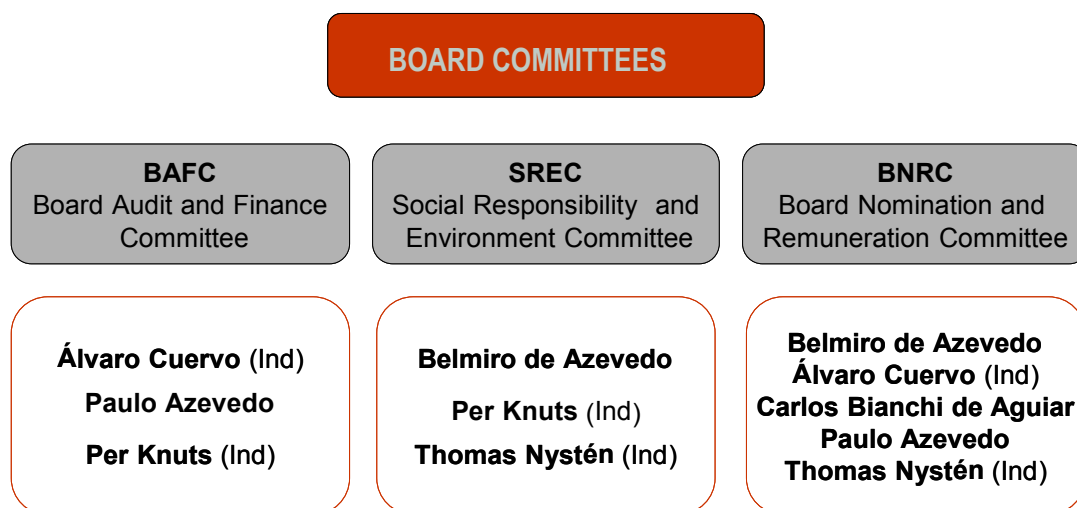 BOARD COMMITTEES
BAFC
Board Audit and Finance
Committee
SREC
Social Responsibility and
Environment Committee
BNRC
Board Nomination and
Remuneration Committee
Álvaro Cuervo (Ind)
Paulo Azevedo
Per Knuts (Ind)
Belmiro de Azevedo
Per Knuts (Ind)
Thomas Nystén (Ind)
Belmiro de Azevedo
Álvaro Cuervo (Ind)
Carlos Bianchi de Aguiar
Paulo Azevedo
Thomas Nystén (Ind)